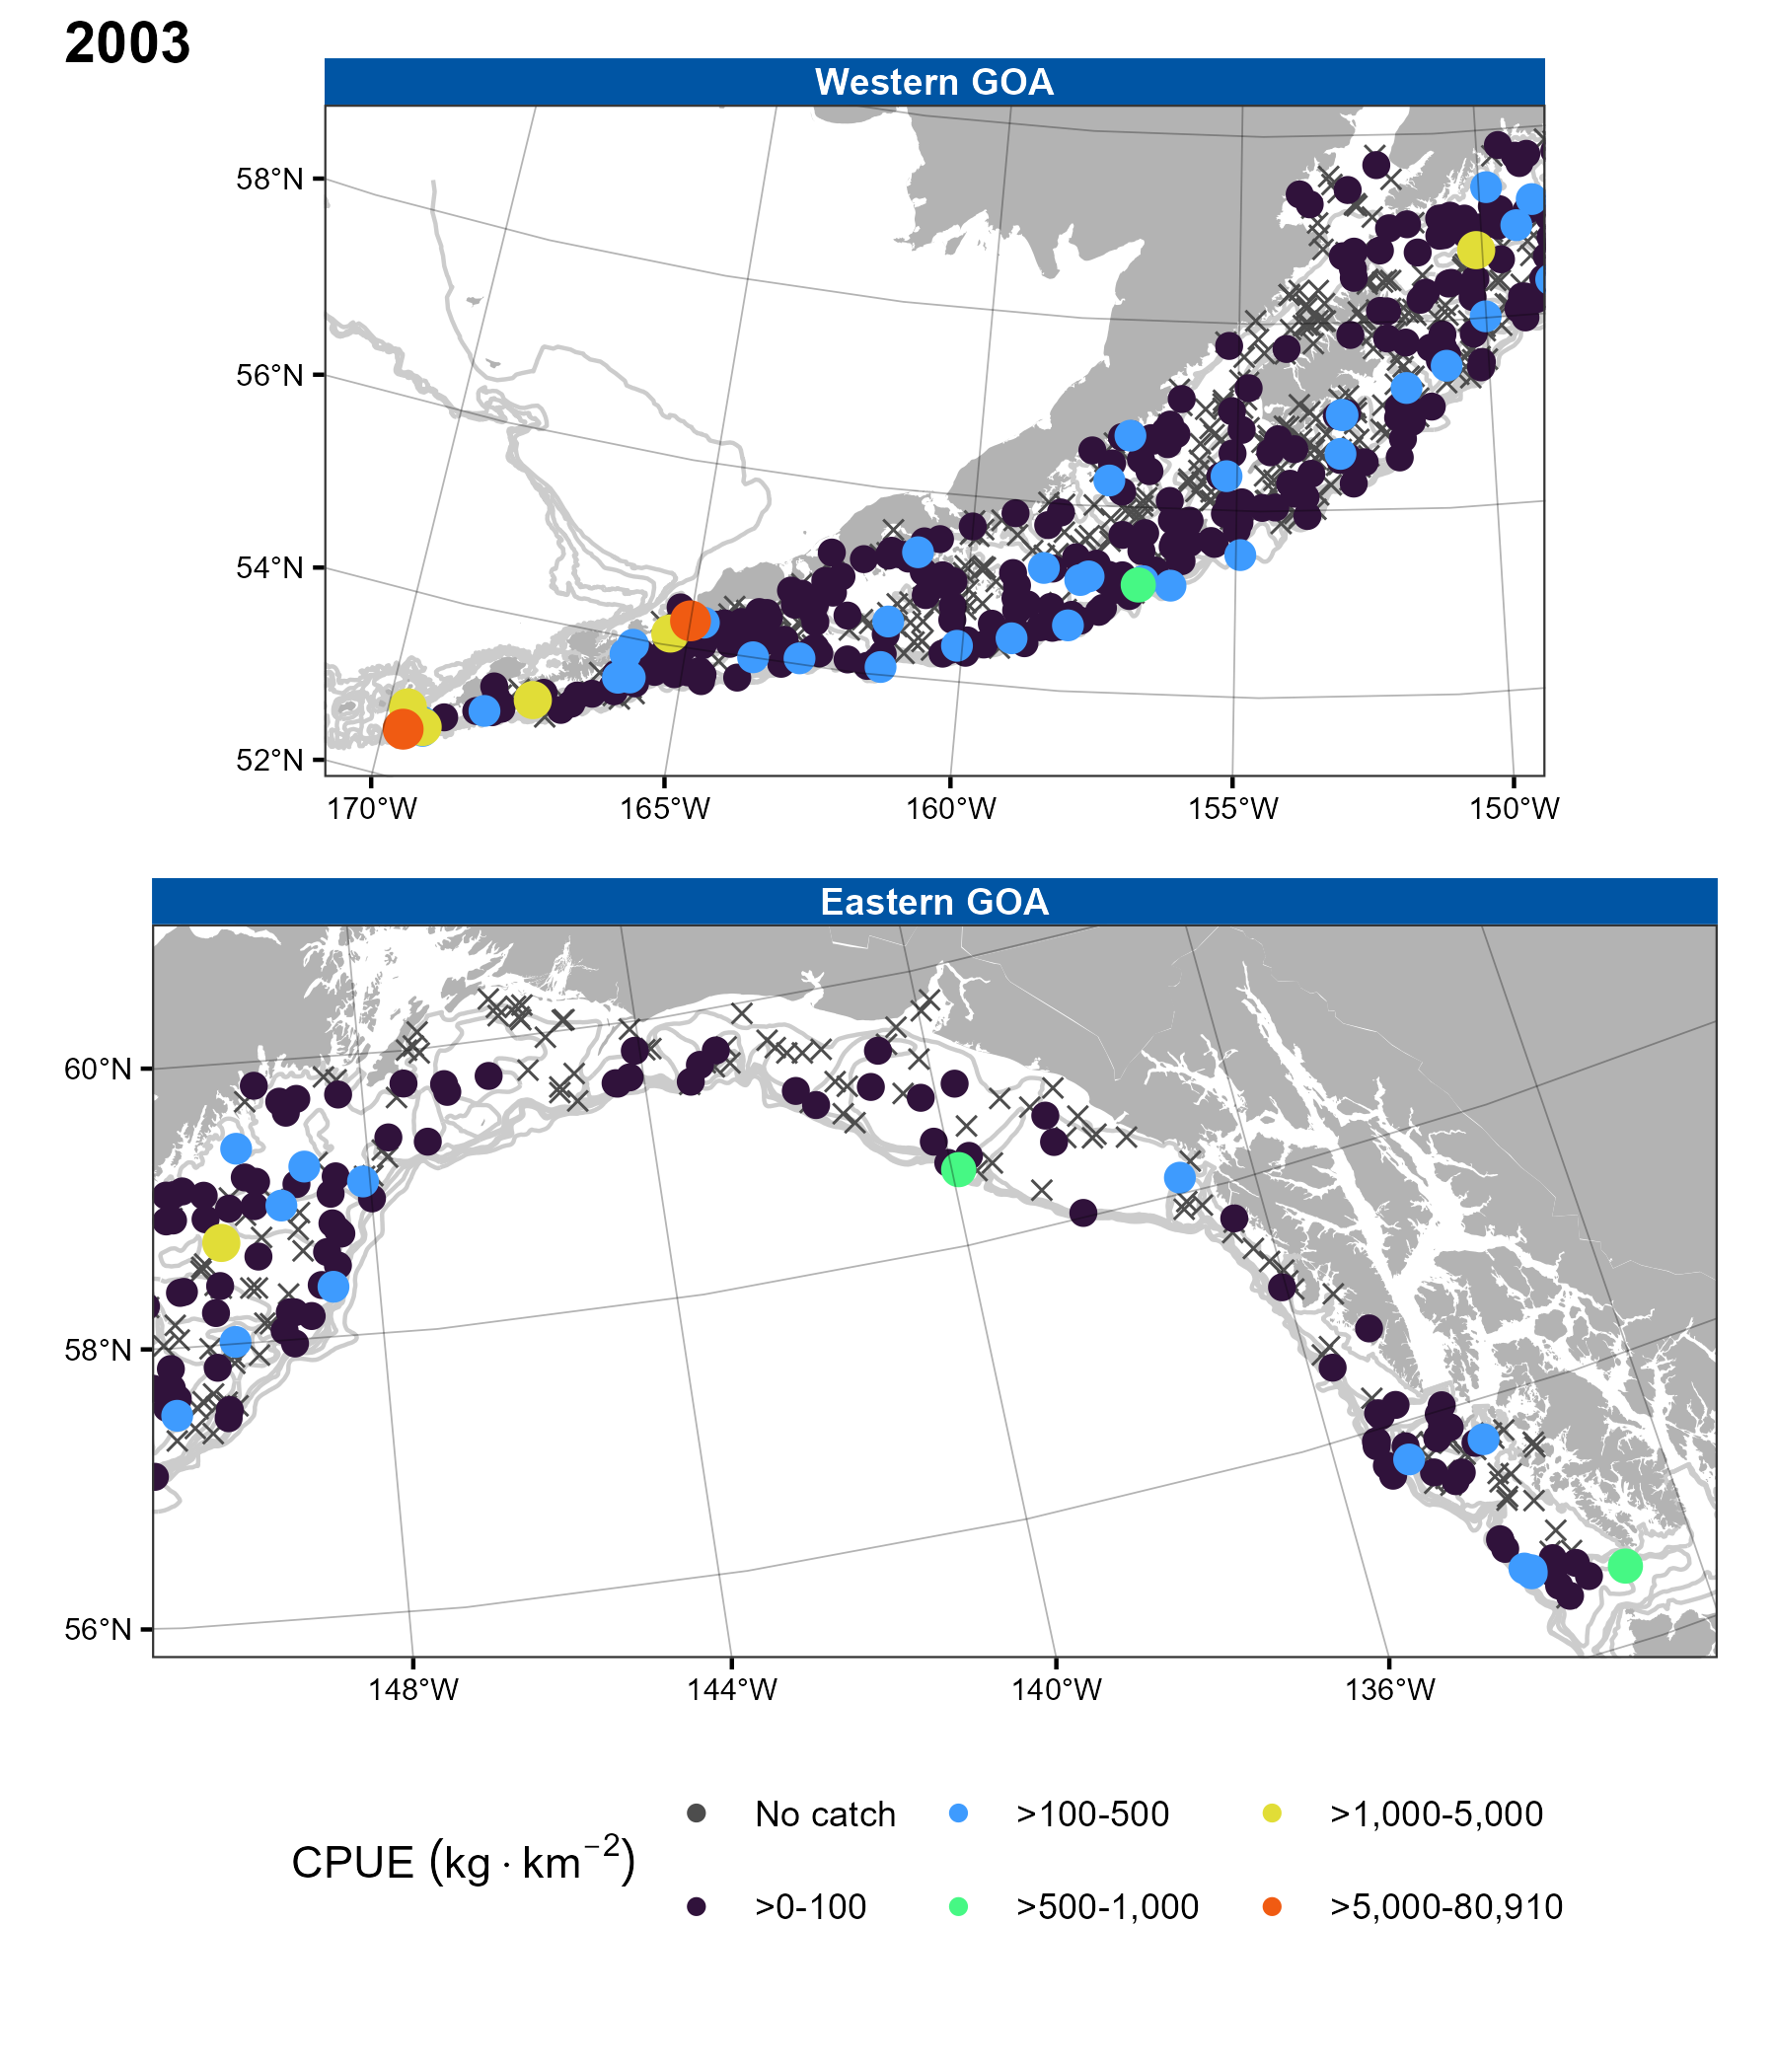 2003
Western GOA
58°N
56°N
54°N
52°N
170°W 165°W 160°W 155°W 150°W
Eastern GOA
60°N
58°N
56°N
148°W 144°W 140°W 136°W
CPUE (kg · km⁻²)
No catch >100-500 >1,000-5,000
>0-100 >500-1,000 >5,000-80,910